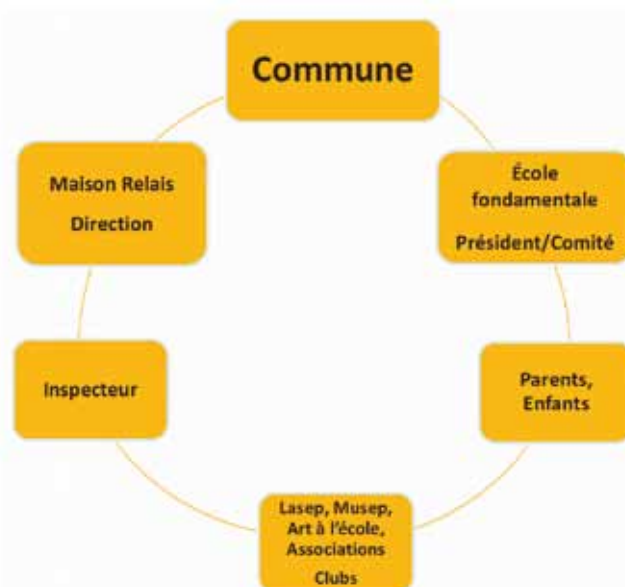 Commune
Maison Relais
Direction
École
fondamentale
Président/Comité
Inspecteur
Parents,
Enfants
Lasep, Musep,
Art à l'école,
Associations
Clubs